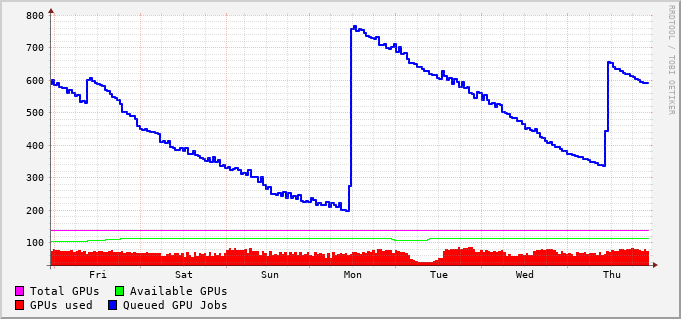 800
700
600
500
400
300
200
100
Fri Sat Sun Mon Tue Wed Thu
Total GPUs Available GPUs
GPUs used Queued GPU Jobs
RRDTOOL / TOBI OETIKER